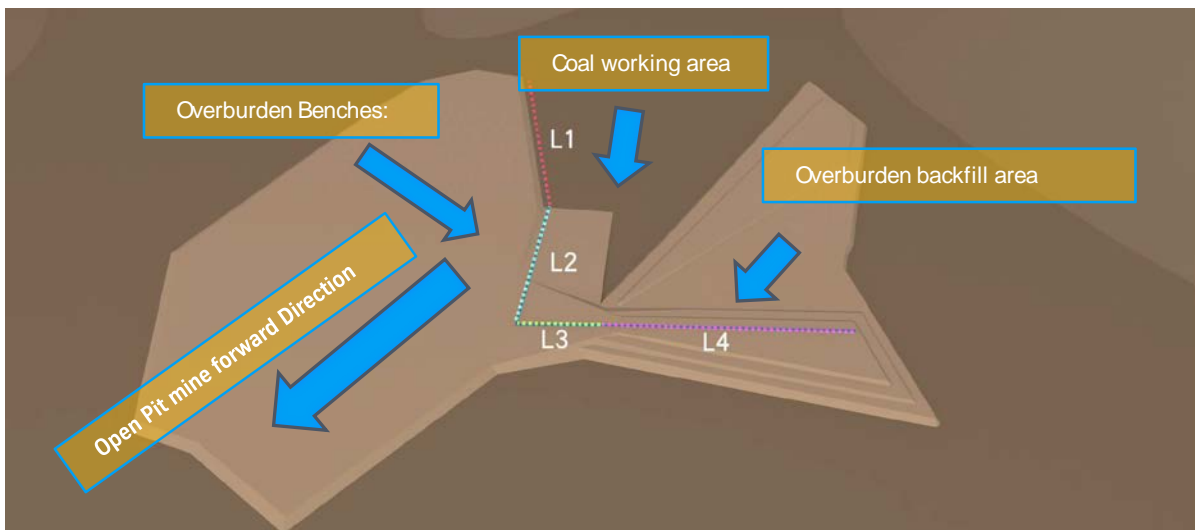 Coal working area
Overburden Benches:
L1
Overburden backfill area
L2
Open Pit mine forward Direction
L3
L4